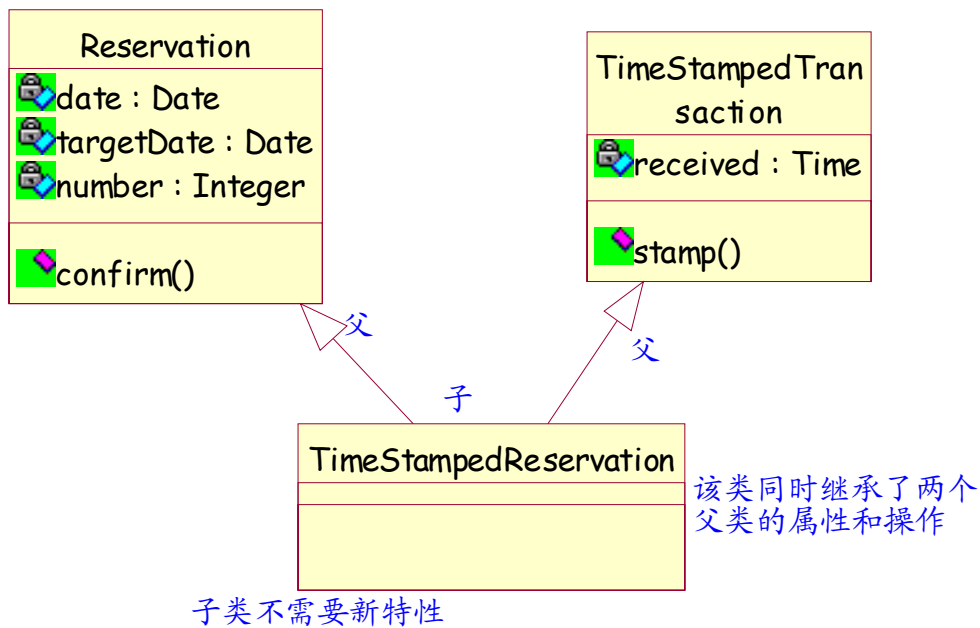 Reservation
date : Date
targetDate : Date
number : Integer
confirm()
TimeStampedTran
saction
received : Time
stamp()
父
父
子
TimeStampedReservation
该类同时继承了两个
父类的属性和操作
子类不需要新特性